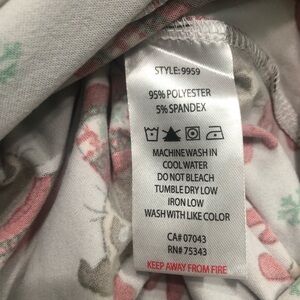 STYLE: 9959
95% POLYESTER
5% SPANDEX
MACHINE WASH IN
COOL WATER
DO NOT BLEACH
TUMBLE DRY LOW
IRON LOW
WASH WITH LIKE COLOR
CA# 07043
RN# 75343
KEEP AWAY FROM FIRE